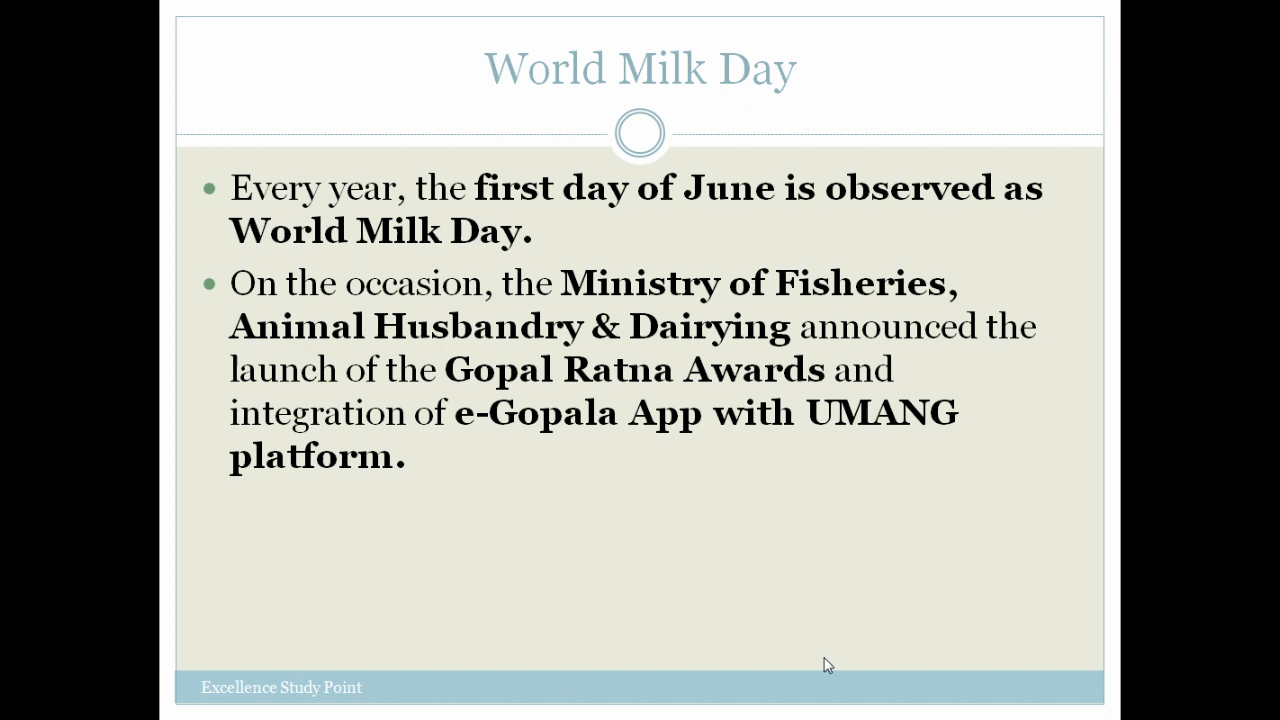 World Milk Day
• Every year, the first day of June is observed as
World Milk Day.
• On the occasion, the Ministry of Fisheries,
Animal Husbandry & Dairying announced the
launch of the Gopal Ratna Awards and
integration of e-Gopala App with UMANG
platform.
Excellence Study Point